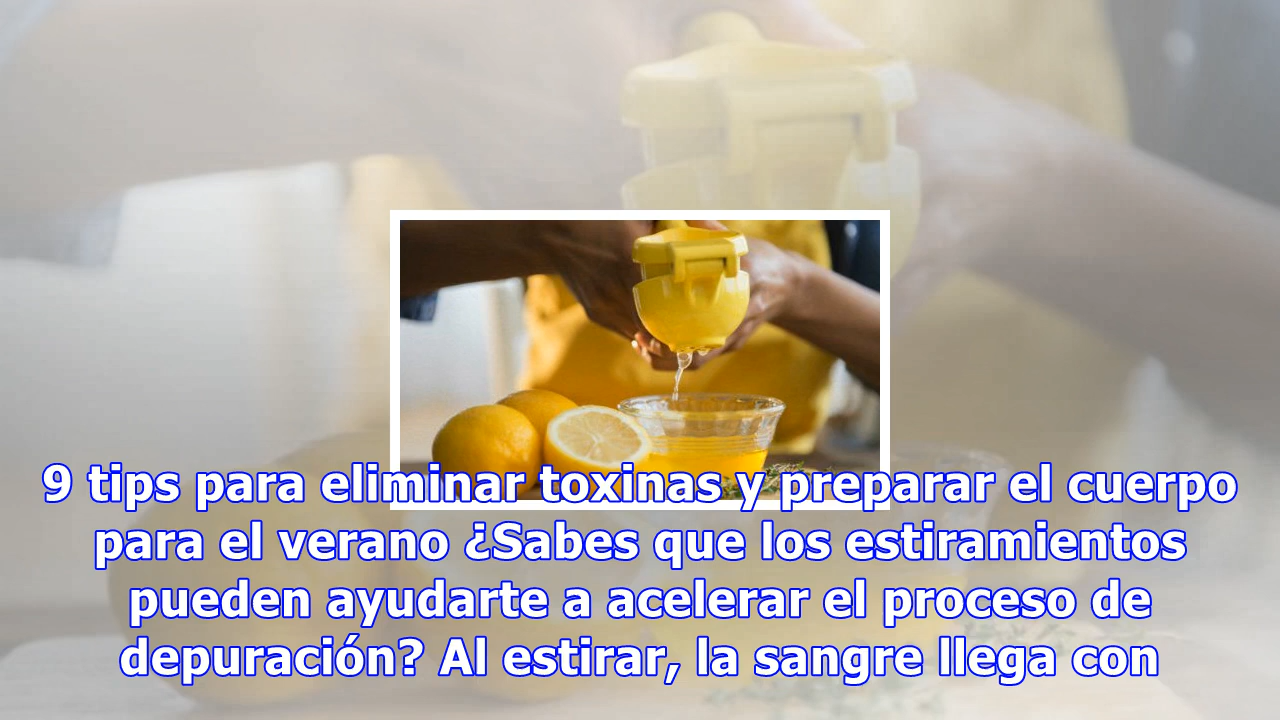 9 tips para eliminar toxinas y preparar el cuerpo
para el verano ¿Sabes que los estiramientos
pueden ayudarte a acelerar el proceso de
depuración? Al estirar, la sangre llega con